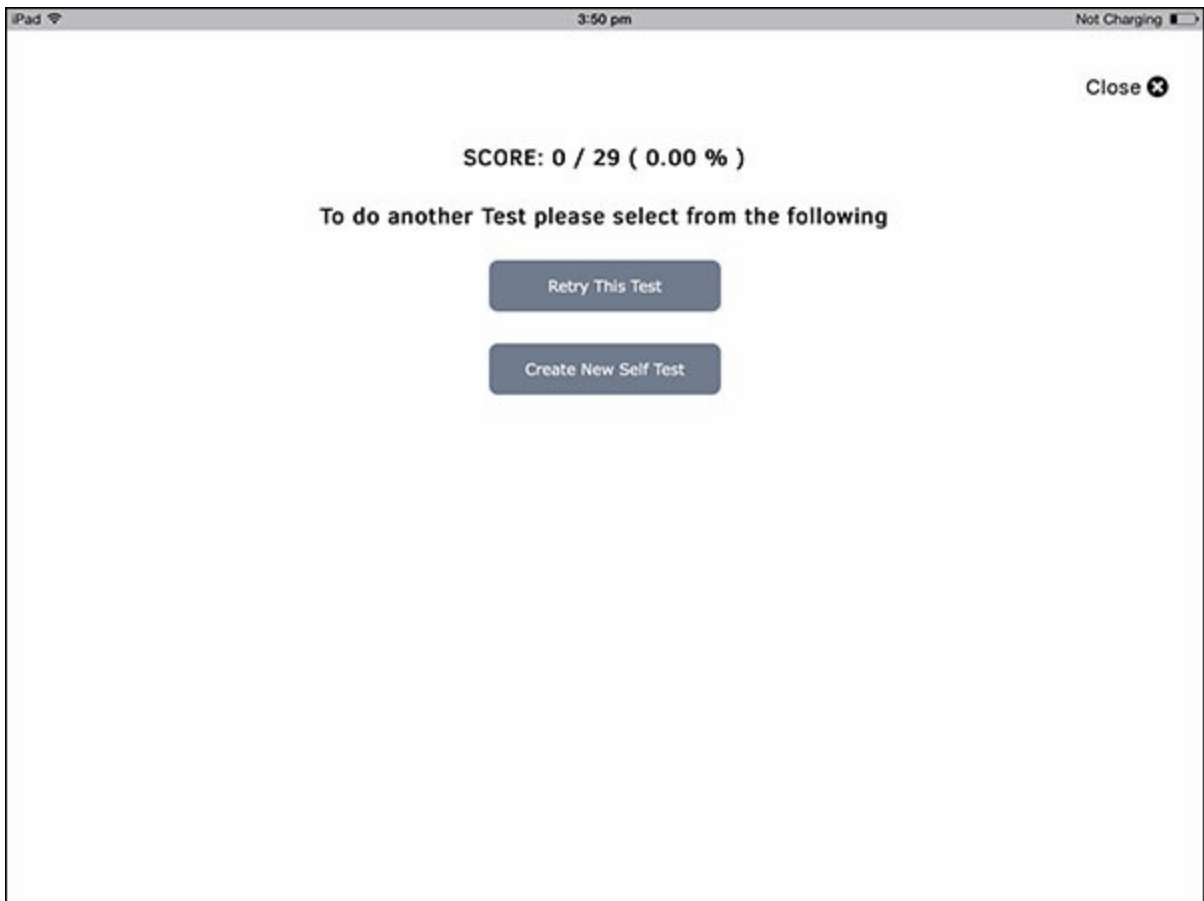 iPad 3:50 pm Not Charging
Close
SCORE: 0 / 29 ( 0.00 % )
To do another Test please select from the following
Retry This Test
Create New Self Test